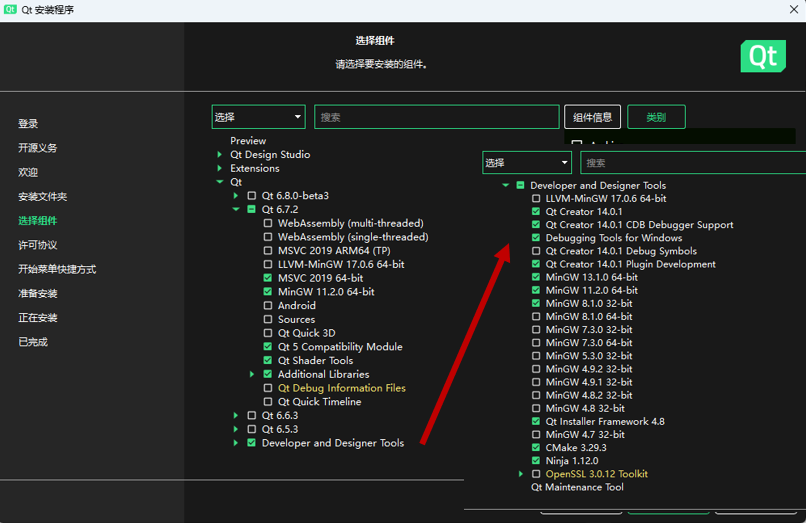 Qt 安装程序
选择组件
请选择要安装的组件。
Qt
登录
开源义务
欢迎
安装文件夹
选择组件
许可协议
开始菜单快捷方式
准备安装
正在安装
已完成
选择
搜索
组件信息
类别
Preview
Qt Design Studio
Extensions
Qt
Qt 6.8.0-beta3
Qt 6.7.2
WebAssembly (multi-threaded)
WebAssembly (single-threaded)
MSVC 2019 ARM64 (TP)
LLVM-MinGW 17.0.6 64-bit
MSVC 2019 64-bit
MinGW 11.2.0 64-bit
Android
Sources
Qt Quick 3D
Qt 5 Compatibility Module
Qt Shader Tools
Additional Libraries
Qt Debug Information Files
Qt Quick Timeline
Qt 6.6.3
Qt 6.5.3
Developer and Designer Tools
选择
搜索
Developer and Designer Tools
LLVM-MinGW 17.0.6 64-bit
Qt Creator 14.0.1
Qt Creator 14.0.1 CDB Debugger Support
Debugging Tools for Windows
Qt Creator 14.0.1 Debug Symbols
Qt Creator 14.0.1 Plugin Development
MinGW 13.1.0 64-bit
MinGW 11.2.0 64-bit
MinGW 8.1.0 32-bit
MinGW 8.1.0 64-bit
MinGW 7.3.0 32-bit
MinGW 7.3.0 64-bit
MinGW 5.3.0 32-bit
MinGW 4.9.2 32-bit
MinGW 4.9.1 32-bit
MinGW 4.8.2 32-bit
MinGW 4.8 32-bit
Qt Installer Framework 4.8
MinGW 4.7 32-bit
CMake 3.29.3
Ninja 1.12.0
OpenSSL 3.0.12 Toolkit
Qt Maintenance Tool